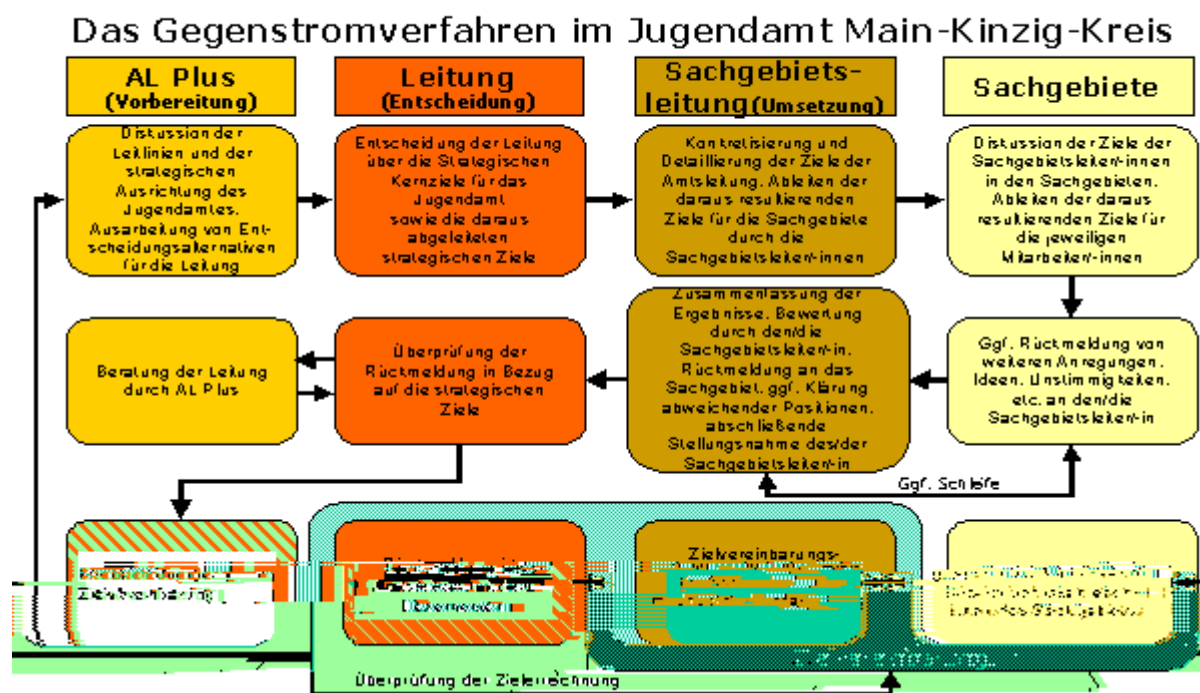 Das Gegenstromverfahren im Jugendamt Main-Kinzig-Kreis
AL Plus
(Vorbereitung)
Leitung
(Entscheidung)
Sachgebiets-
leitung (Umsetzung)
Sachgebiete
Diskussion der
Leitlinien und der
strategischen
Ausrichtung des
Jugendamtes.
Ausarbeitung von Ent-
scheidungsalternativen
für die Leitung
Entscheidung der Leitung
über die Strategischen
Kernziele für das
Jugendamt
sowie die daraus
abgeleiteten
strategischen Ziele
Konkretisierung und
Detaillierung der Ziele der
Amtsleitung. Ableiten der
daraus resultierenden
Ziele für die Sachgebiete
durch die
Sachgebietsleiter/-innen
Diskussion der Ziele der
Sachgebietsleiter/-innen
in den Sachgebieten.
Ableiten der daraus
resultierenden Ziele für
die jeweiligen
Mitarbeiter/-innen
Beratung der Leitung
durch AL Plus
Überprüfung der
Rückmeldung in Bezug
auf die strategischen
Ziele
Zusammenfassung der
Ergebnisse. Bewertung
durch den/die
Sachgebietsleiter/-in.
Rückmeldung an das
Sachgebiet, ggf. Klärung
abweichender Positionen.
abschließende
Stellungsnahme des/der
Sachgebietsleiter/-in
Ggf. Rückmeldung von
weiteren Anregungen.
Ideen. Unstimmigkeiten.
etc. an den/die
Sachgebietsleiter/-in
Ggf. Schleife
Zielvereinbarung
Zielvereinbarungs-
Überprüfung der Zielerreichnung